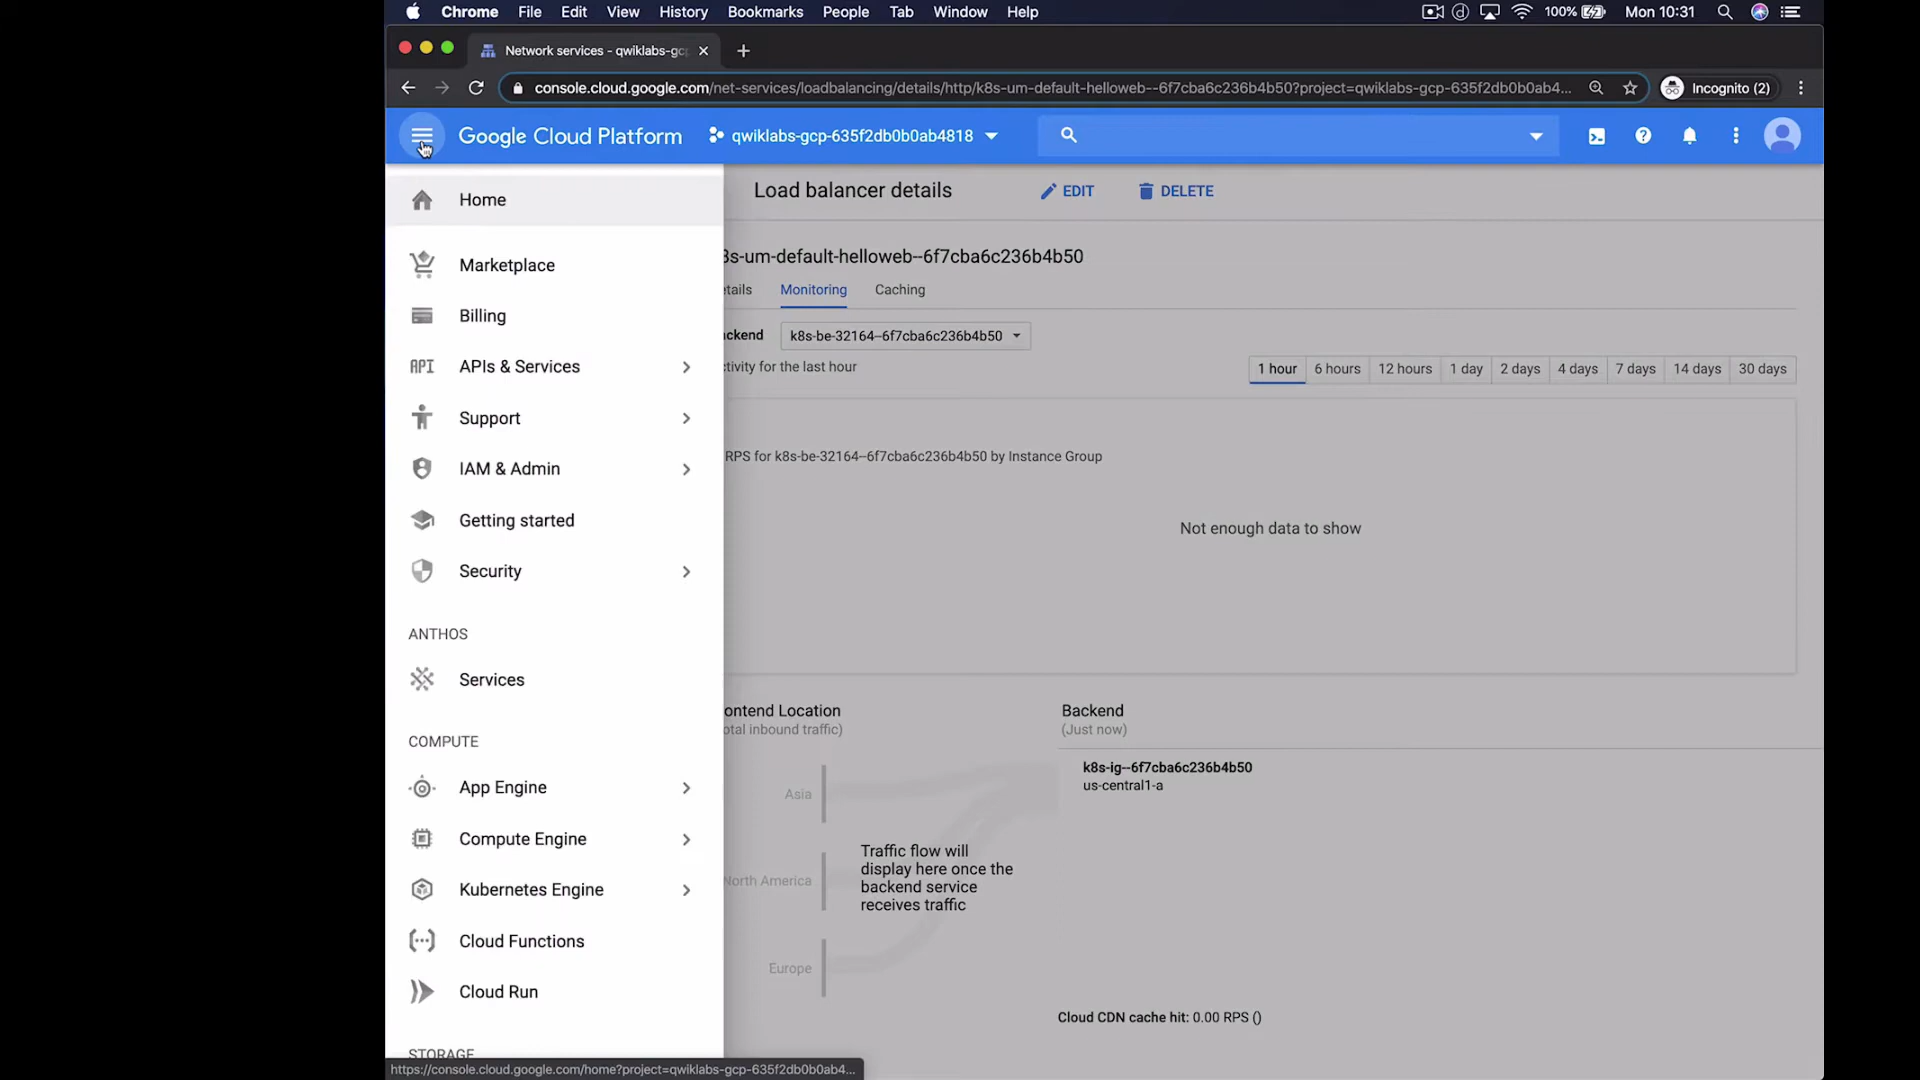 Chrome File Edit View History Bookmarks People Tab Window Help 100% Mon 10:31
Network services - qwiklabs-gc
console.cloud.google.com/net-services/loadbalancing/details/http/k8s-um-default-helloweb--6f7cba6c236b4b50?project=qwiklabs-gcp-635f2db0b0ab4... Incognito (2)
Google Cloud Platform qwiklabs-gcp-635f2db0b0ab4818
Home
Marketplace
Billing
API APIs & Services
Support
IAM & Admin
Getting started
Security
ANTHOS
Services
COMPUTE
App Engine
Compute Engine
Kubernetes Engine
Cloud Functions
Cloud Run
STORAGE
https://console.cloud.google.com/home?project=qwiklabs-gcp-635f2db0b0ab4...
Load balancer details EDIT DELETE
8s-um-default-helloweb--6f7cba6c236b4b50
etails Monitoring Caching
ckend k8s-be-32164--6f7cba6c236b4b50
tivity for the last hour
1 hour 6 hours 12 hours 1 day 2 days 4 days 7 days 14 days 30 days
RPS for k8s-be-32164--6f7cba6c236b4b50 by Instance Group
Not enough data to show
ontend Location
otal inbound traffic)
Backend
(Just now)
k8s-ig--6f7cba6c236b4b50
us-central1-a
Asia
North America
Europe
Traffic flow will
display here once the
backend service
receives traffic
Cloud CDN cache hit: 0.00 RPS ()